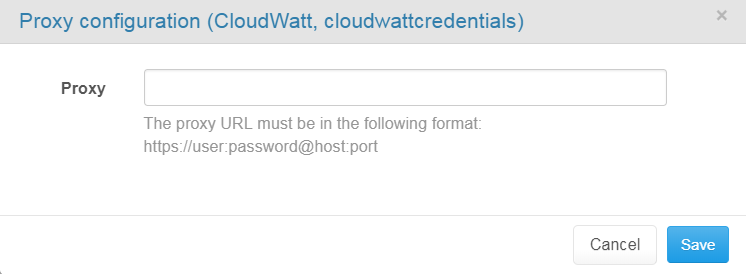 Proxy configuration (CloudWatt, cloudwattcredentials)
×
Proxy
The proxy URL must be in the following format:
https://user:password@host:port
Cancel
Save